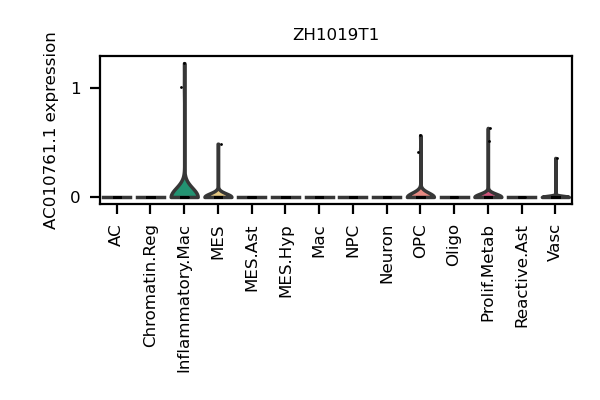 ZH1019T1
AC010761.1 expression
1
0
AC
Chromatin.Reg
Inflammatory.Mac
MES
MES.Ast
MES.Hyp
Mac
NPC
Neuron
OPC
Oligo
Prolif.Metab
Reactive.Ast
Vasc